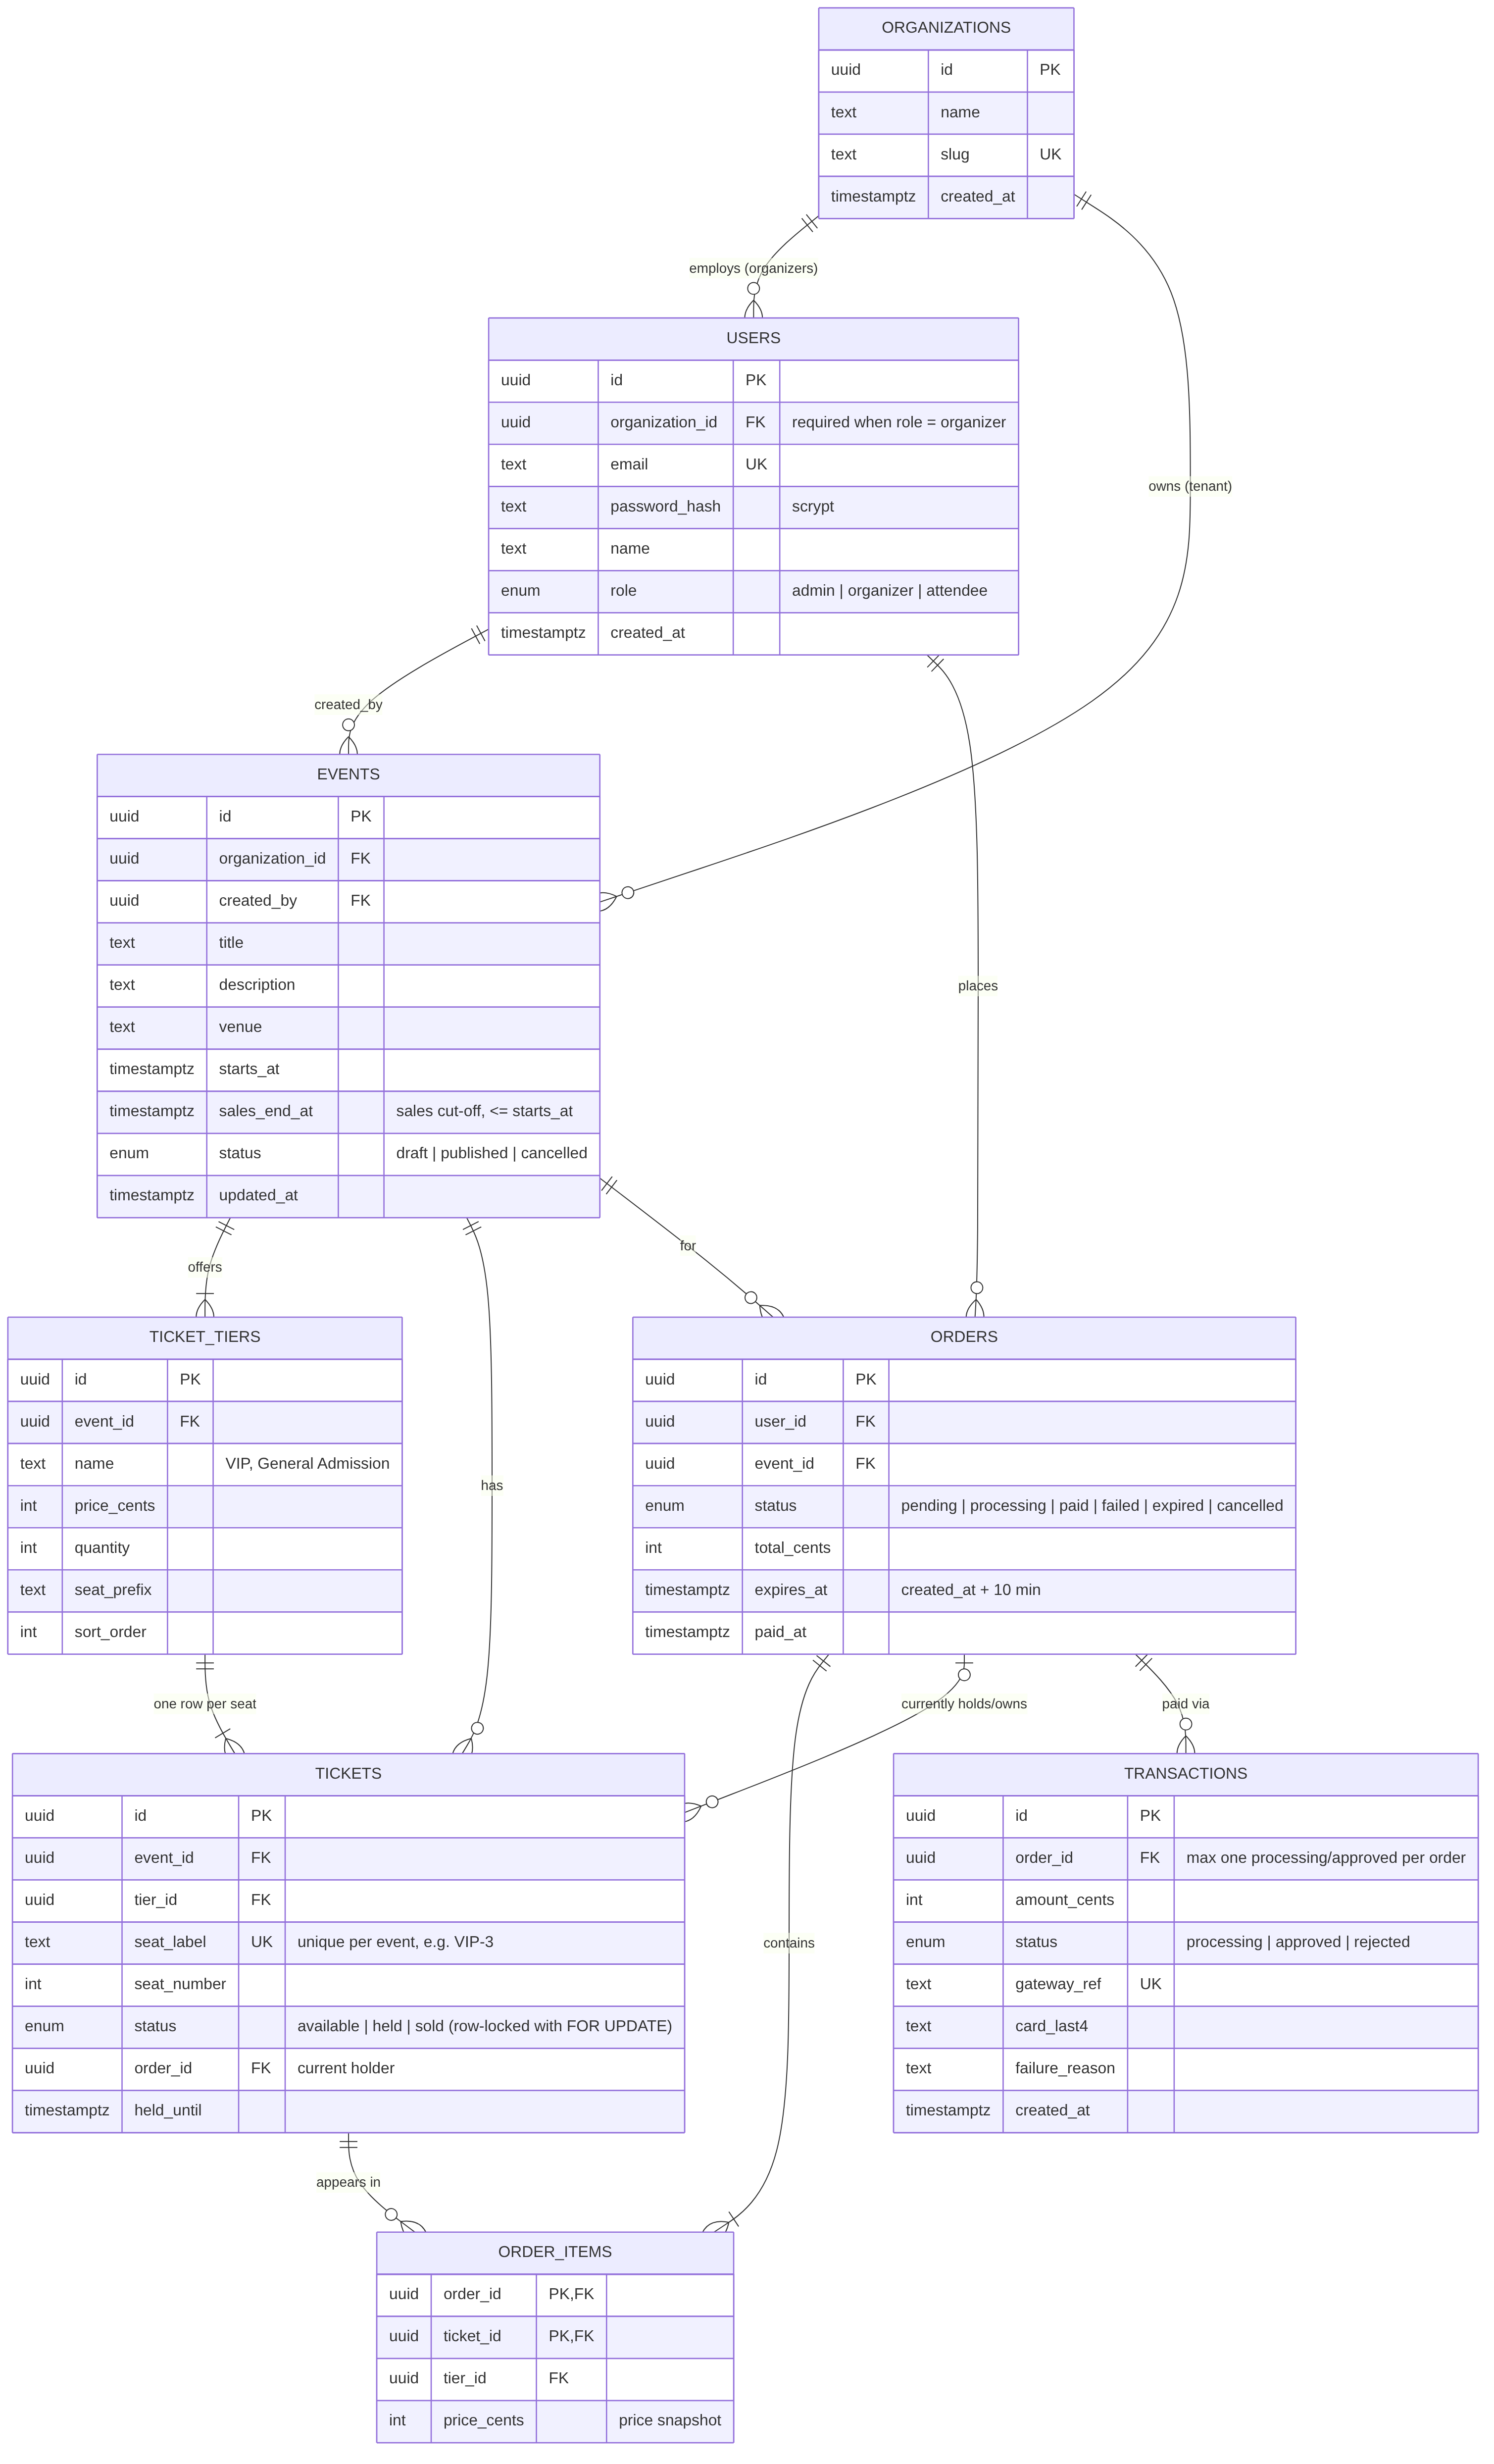 ORGANIZATIONS
uuid id PK
text name
text slug UK
timestamptz created_at
employs (organizers)
owns (tenant)
USERS
uuid id PK
uuid organization_id FK required when role = organizer
text email UK
text password_hash scrypt
text name
enum role admin | organizer | attendee
timestamptz created_at
created_by
places
EVENTS
uuid id PK
uuid organization_id FK
uuid created_by FK
text title
text description
text venue
timestamptz starts_at
timestamptz sales_end_at sales cut-off, <= starts_at
enum status draft | published | cancelled
timestamptz updated_at
offers
has
for
TICKET_TIERS
uuid id PK
uuid event_id FK
text name VIP, General Admission
int price_cents
int quantity
text seat_prefix
int sort_order
ORDERS
uuid id PK
uuid user_id FK
uuid event_id FK
enum status pending | processing | paid | failed | expired | cancelled
int total_cents
timestamptz expires_at created_at + 10 min
timestamptz paid_at
one row per seat
currently holds/owns
paid via
contains
TICKETS
uuid id PK
uuid event_id FK
uuid tier_id FK
text seat_label UK unique per event, e.g. VIP-3
int seat_number
enum status available | held | sold (row-locked with FOR UPDATE)
uuid order_id FK current holder
timestamptz held_until
TRANSACTIONS
uuid id PK
uuid order_id FK max one processing/approved per order
int amount_cents
enum status processing | approved | rejected
text gateway_ref UK
text card_last4
text failure_reason
timestamptz created_at
appears in
ORDER_ITEMS
uuid order_id PK,FK
uuid ticket_id PK,FK
uuid tier_id FK
int price_cents price snapshot